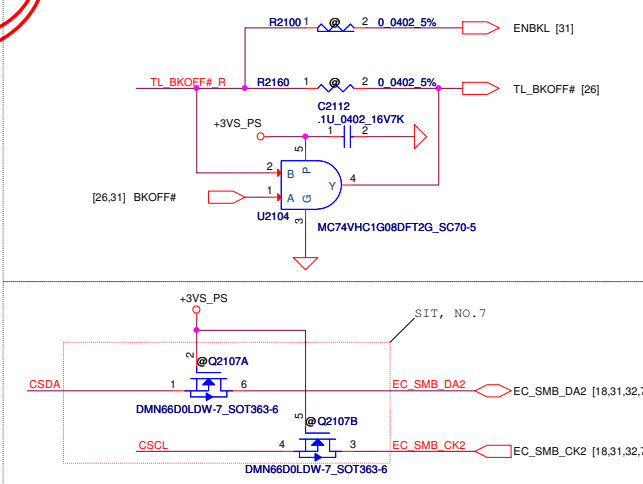 R2100 1 @ 2 0_0402_5% ENBKL [31]
TL_BKOFF#_R R2160 1 @ 2 0_0402_5% TL_BKOFF# [26]
C2112
.1U_0402_16V7K
+3VS_PS 1 2
5
2 B P
Y 4
[26,31] BKOFF# 1 A G
U2104 3 MC74VHC1G08DFT2G_SC70-5
+3VS_PS
SIT, NO.7
2 @Q2107A
CSDA 1 6 EC_SMB_DA2 EC_SMB_DA2 [18,31,32,7
DMN66D0LDW-7_SOT363-6
5 @Q2107B
CSCL 4 3 EC_SMB_CK2 EC_SMB_CK2 [18,31,32,7
DMN66D0LDW-7_SOT363-6